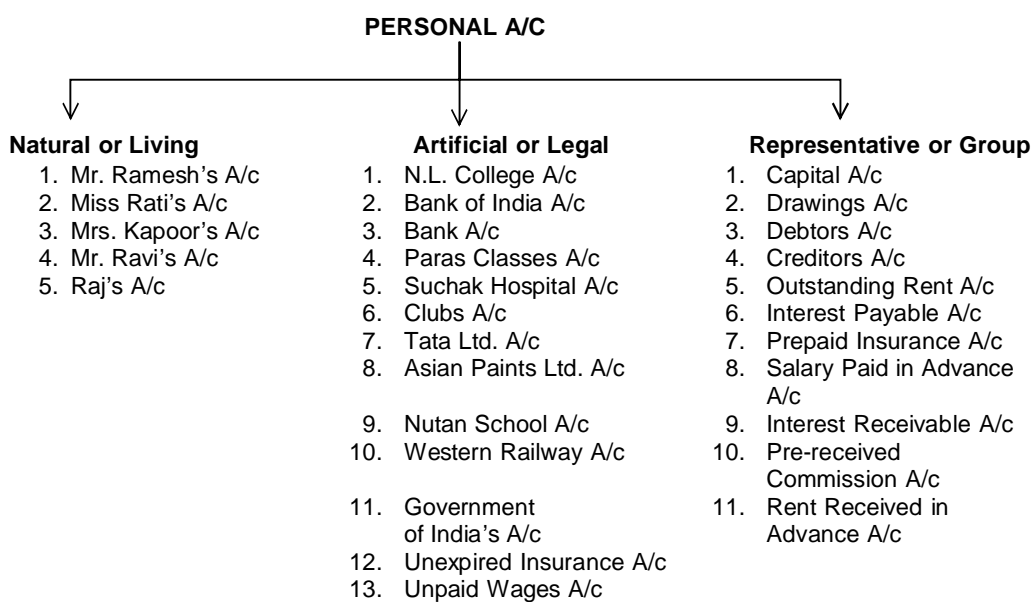 PERSONAL A/C
Natural or Living
1. Mr. Ramesh's A/c
2. Miss Rati's A/c
3. Mrs. Kapoor's A/c
4. Mr. Ravi's A/c
5. Raj's A/c
Artificial or Legal
1. N.L. College A/c
2. Bank of India A/c
3. Bank A/c
4. Paras Classes A/c
5. Suchak Hospital A/c
6. Clubs A/c
7. Tata Ltd. A/c
8. Asian Paints Ltd. A/c
9. Nutan School A/c
10. Western Railway A/c
11. Government
of India's A/c
12. Unexpired Insurance A/c
13. Unpaid Wages A/c
Representative or Group
1. Capital A/c
2. Drawings A/c
3. Debtors A/c
4. Creditors A/c
5. Outstanding Rent A/c
6. Interest Payable A/c
7. Prepaid Insurance A/c
8. Salary Paid in Advance
A/c
9. Interest Receivable A/c
10. Pre-received
Commission A/c
11. Rent Received in
Advance A/c